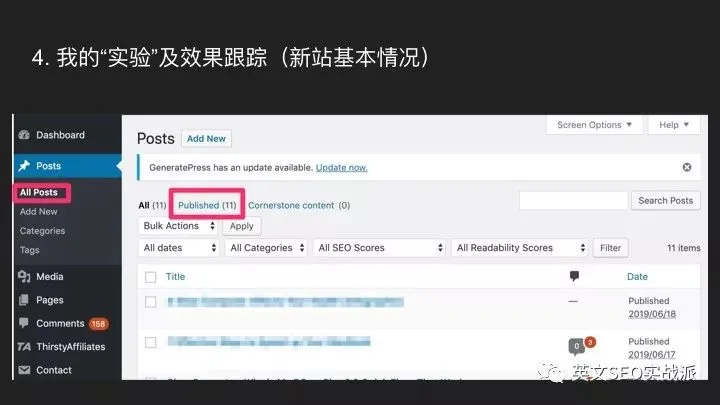 4. 我的“实验”及效果跟踪（新站基本情况）
Screen Options ▼ Help ▼
Dashboard
Posts Add New
Posts
GeneratePress has an update available. Update now.
All Posts
Add New
Categories
Tags
All (11) Published (11) Cornerstone content (0)
Search Posts
Bulk Actions Apply
All dates All Categories All SEO Scores All Readability Scores Filter 11 items
Media
Pages
Comments 158
ThirstyAffiliates
Contact
Title Date
— Published
2019/06/18
0 3 Published
2019/06/17
英文SEO实战派